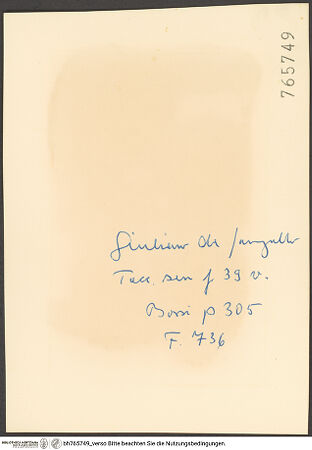 765749
Giuliano da Sangallo
Tacc. sen f 39 v.
Borsi p 305
F. 736
bh765749_verso Bitte beachten Sie die Nutzungsbedingungen.